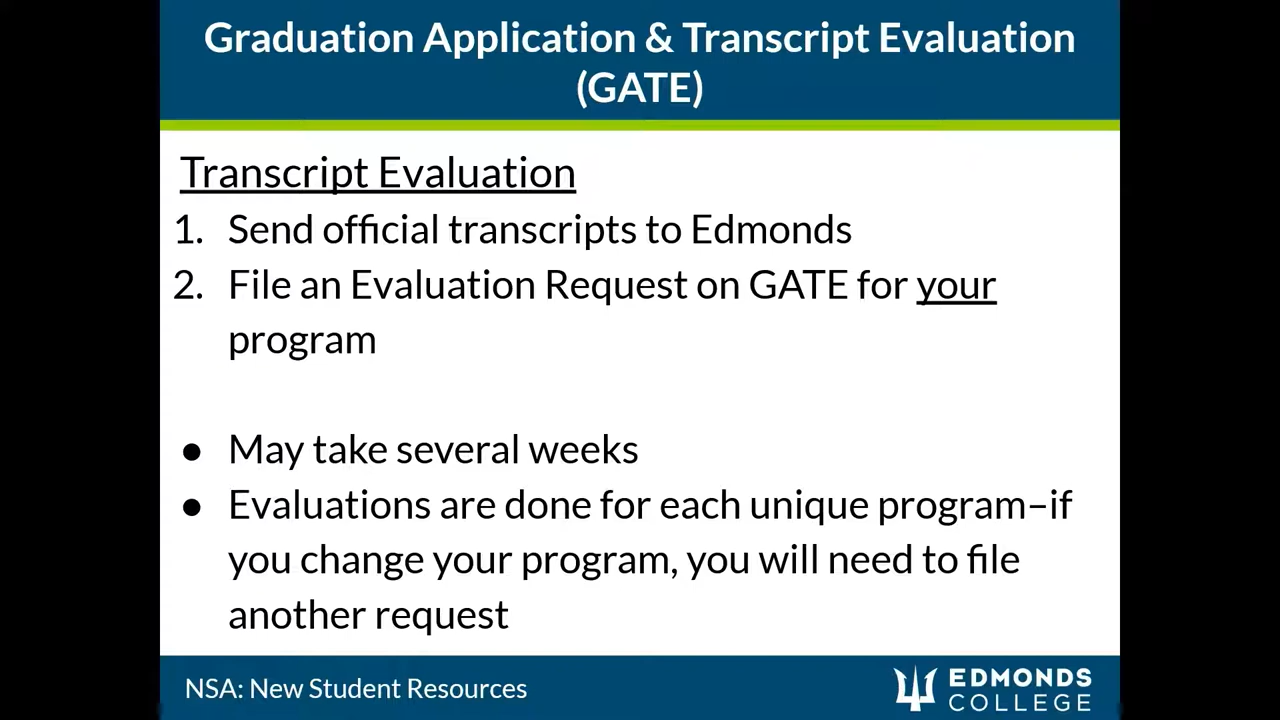 Graduation Application & Transcript Evaluation
(GATE)
Transcript Evaluation
1. Send official transcripts to Edmonds
2. File an Evaluation Request on GATE for your
program
● May take several weeks
● Evaluations are done for each unique program–if
you change your program, you will need to file
another request
NSA: New Student Resources
EDMONDS
COLLEGE